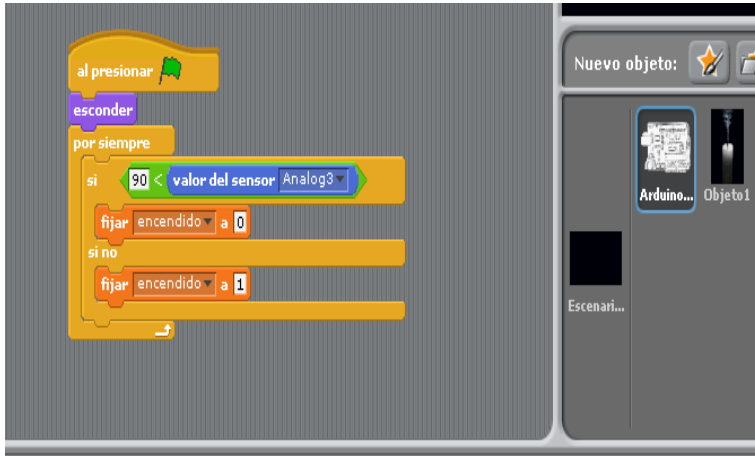 al presionar
esconder
por siempre
si 90 < valor del sensor Analog3
fijar encendido a 0
si no
fijar encendido a 1
Nuevo objeto:
Arduino... Objeto1
Escenari...